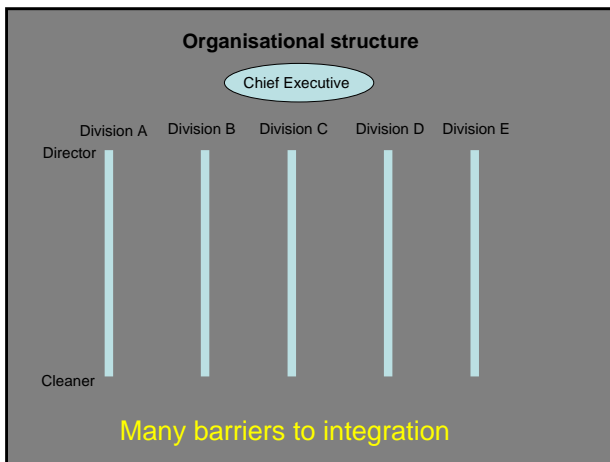 Organisational structure
Chief Executive
Division A Division B Division C Division D Division E
Director
Cleaner
Many barriers to integration